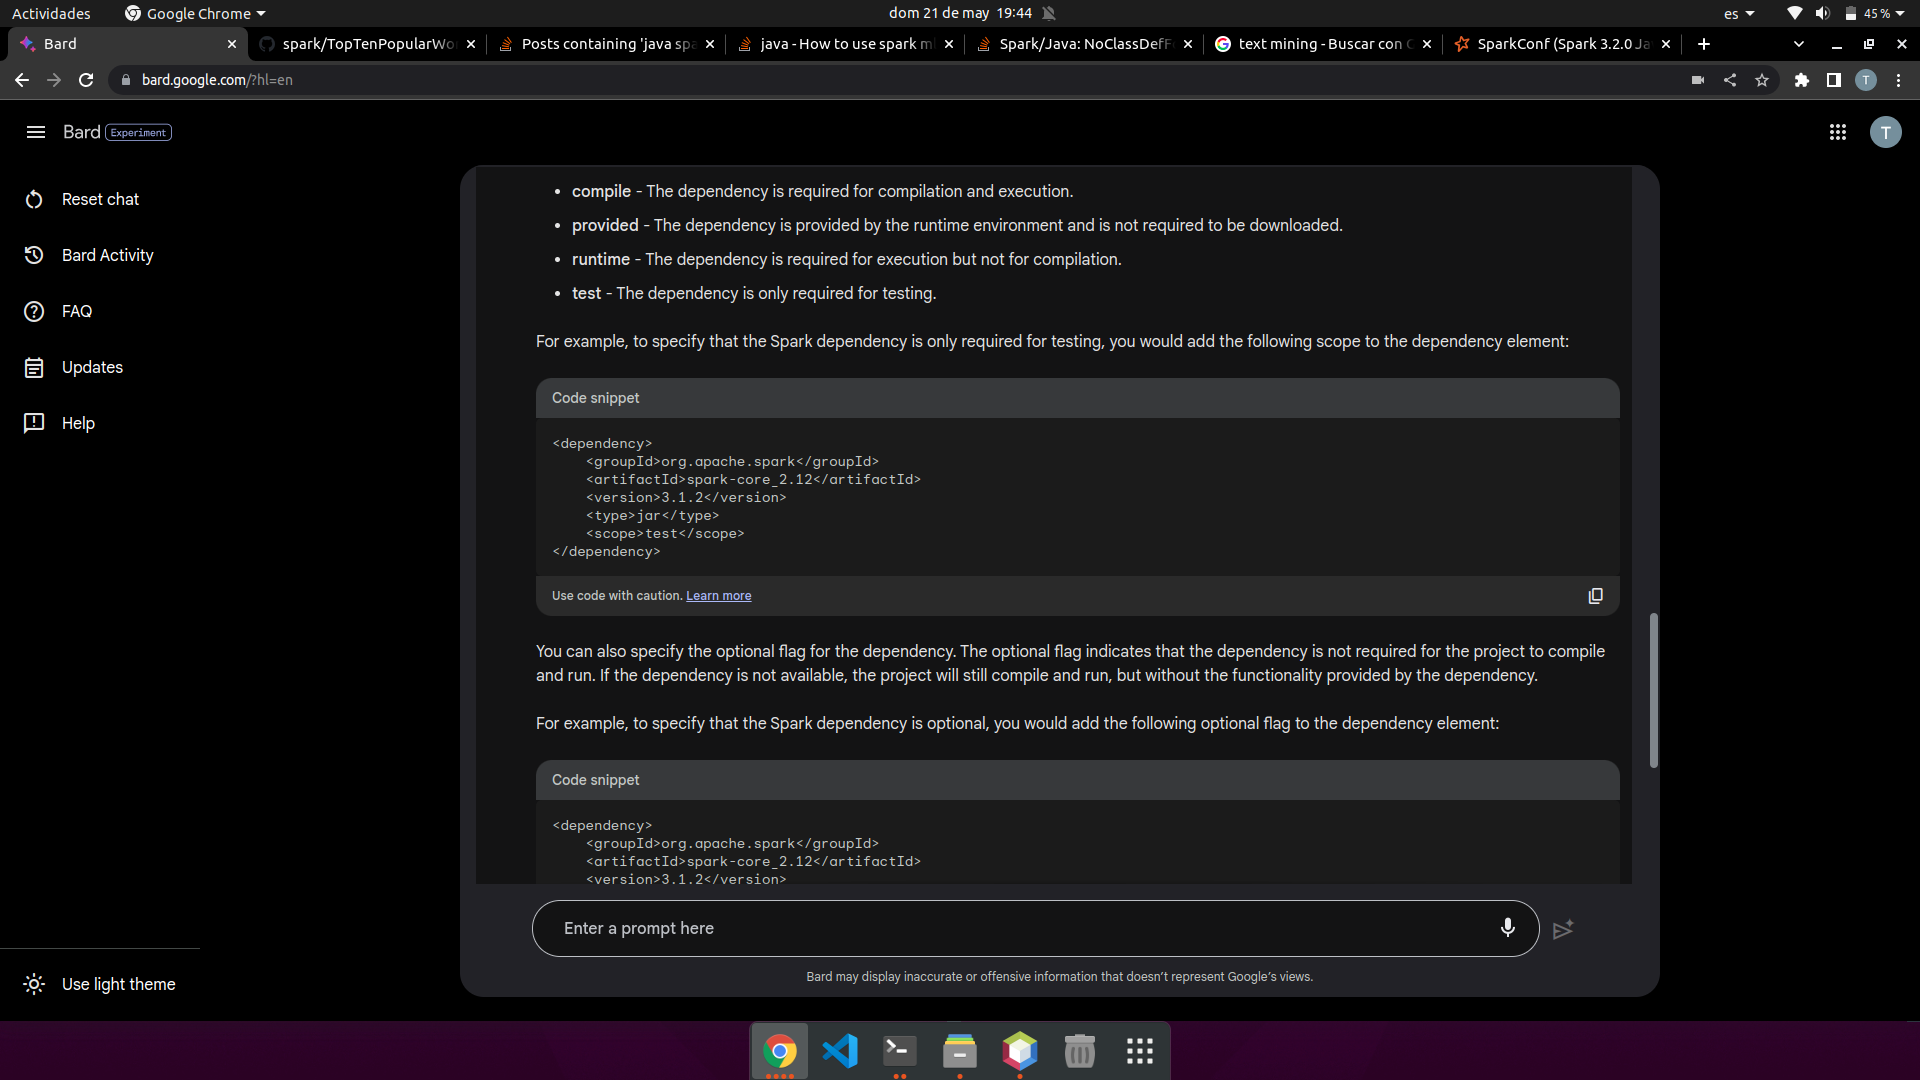 Actividades
Google Chrome
dom 21 de may 19:44
es
45 %
Bard
spark/TopTenPopularWo
Posts containing 'java spa
java - How to use spark m
Spark/Java: NoClassDefF
text mining - Buscar con
SparkConf (Spark 3.2.0 Ja
bard.google.com/?hl=en
T
Bard Experiment
T
Reset chat
Bard Activity
FAQ
Updates
Help
Use light theme
• compile - The dependency is required for compilation and execution.
• provided - The dependency is provided by the runtime environment and is not required to be downloaded.
• runtime - The dependency is required for execution but not for compilation.
• test - The dependency is only required for testing.
For example, to specify that the Spark dependency is only required for testing, you would add the following scope to the dependency element:
Code snippet
<dependency>
    <groupId>org.apache.spark</groupId>
    <artifactId>spark-core_2.12</artifactId>
    <version>3.1.2</version>
    <type>jar</type>
    <scope>test</scope>
</dependency>
Use code with caution. Learn more
You can also specify the optional flag for the dependency. The optional flag indicates that the dependency is not required for the project to compile
and run. If the dependency is not available, the project will still compile and run, but without the functionality provided by the dependency.
For example, to specify that the Spark dependency is optional, you would add the following optional flag to the dependency element:
Code snippet
<dependency>
    <groupId>org.apache.spark</groupId>
    <artifactId>spark-core_2.12</artifactId>
    <version>3.1.2</version>
Enter a prompt here
Bard may display inaccurate or offensive information that doesn't represent Google's views.